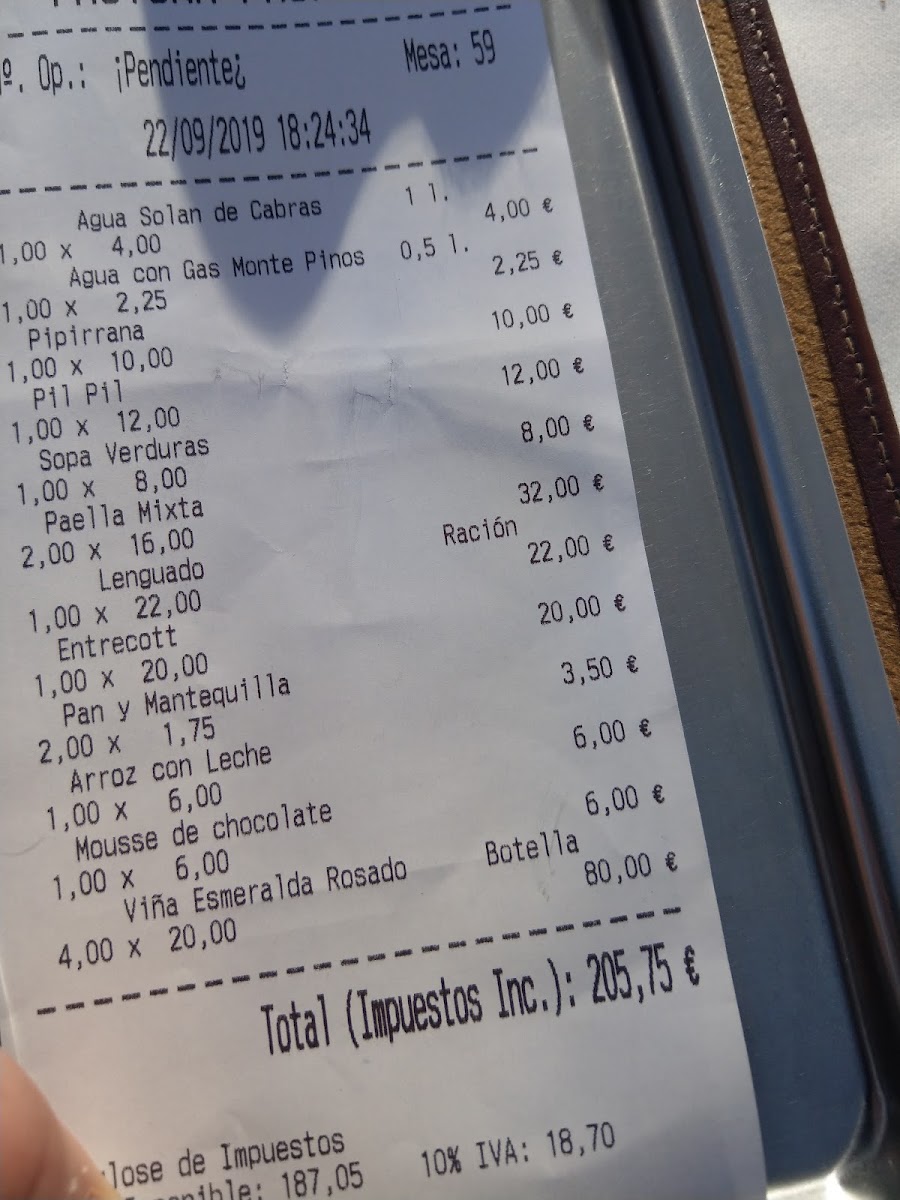 º. Op.: ¡Pendiente¿ Mesa: 59
22/09/2019 18:24:34
Agua Solan de Cabras 1 l.
1,00 x 4,00 4,00 €
Agua con Gas Monte Pinos 0,5 l.
1,00 x 2,25 2,25 €
Pipirrana
1,00 x 10,00 10,00 €
Pil Pil
1,00 x 12,00 12,00 €
Sopa Verduras
1,00 x 8,00 8,00 €
Paella Mixta
2,00 x 16,00 32,00 €
Lenguado Ración
1,00 x 22,00 22,00 €
Entrecott
1,00 x 20,00 20,00 €
Pan y Mantequilla
2,00 x 1,75 3,50 €
Arroz con Leche
1,00 x 6,00 6,00 €
Mousse de chocolate
1,00 x 6,00 6,00 €
Viña Esmeralda Rosado Botella
4,00 x 20,00 80,00 €
Total (Impuestos Inc.): 205,75 €
lose de Impuestos
nible: 187,05 10% IVA: 18,70